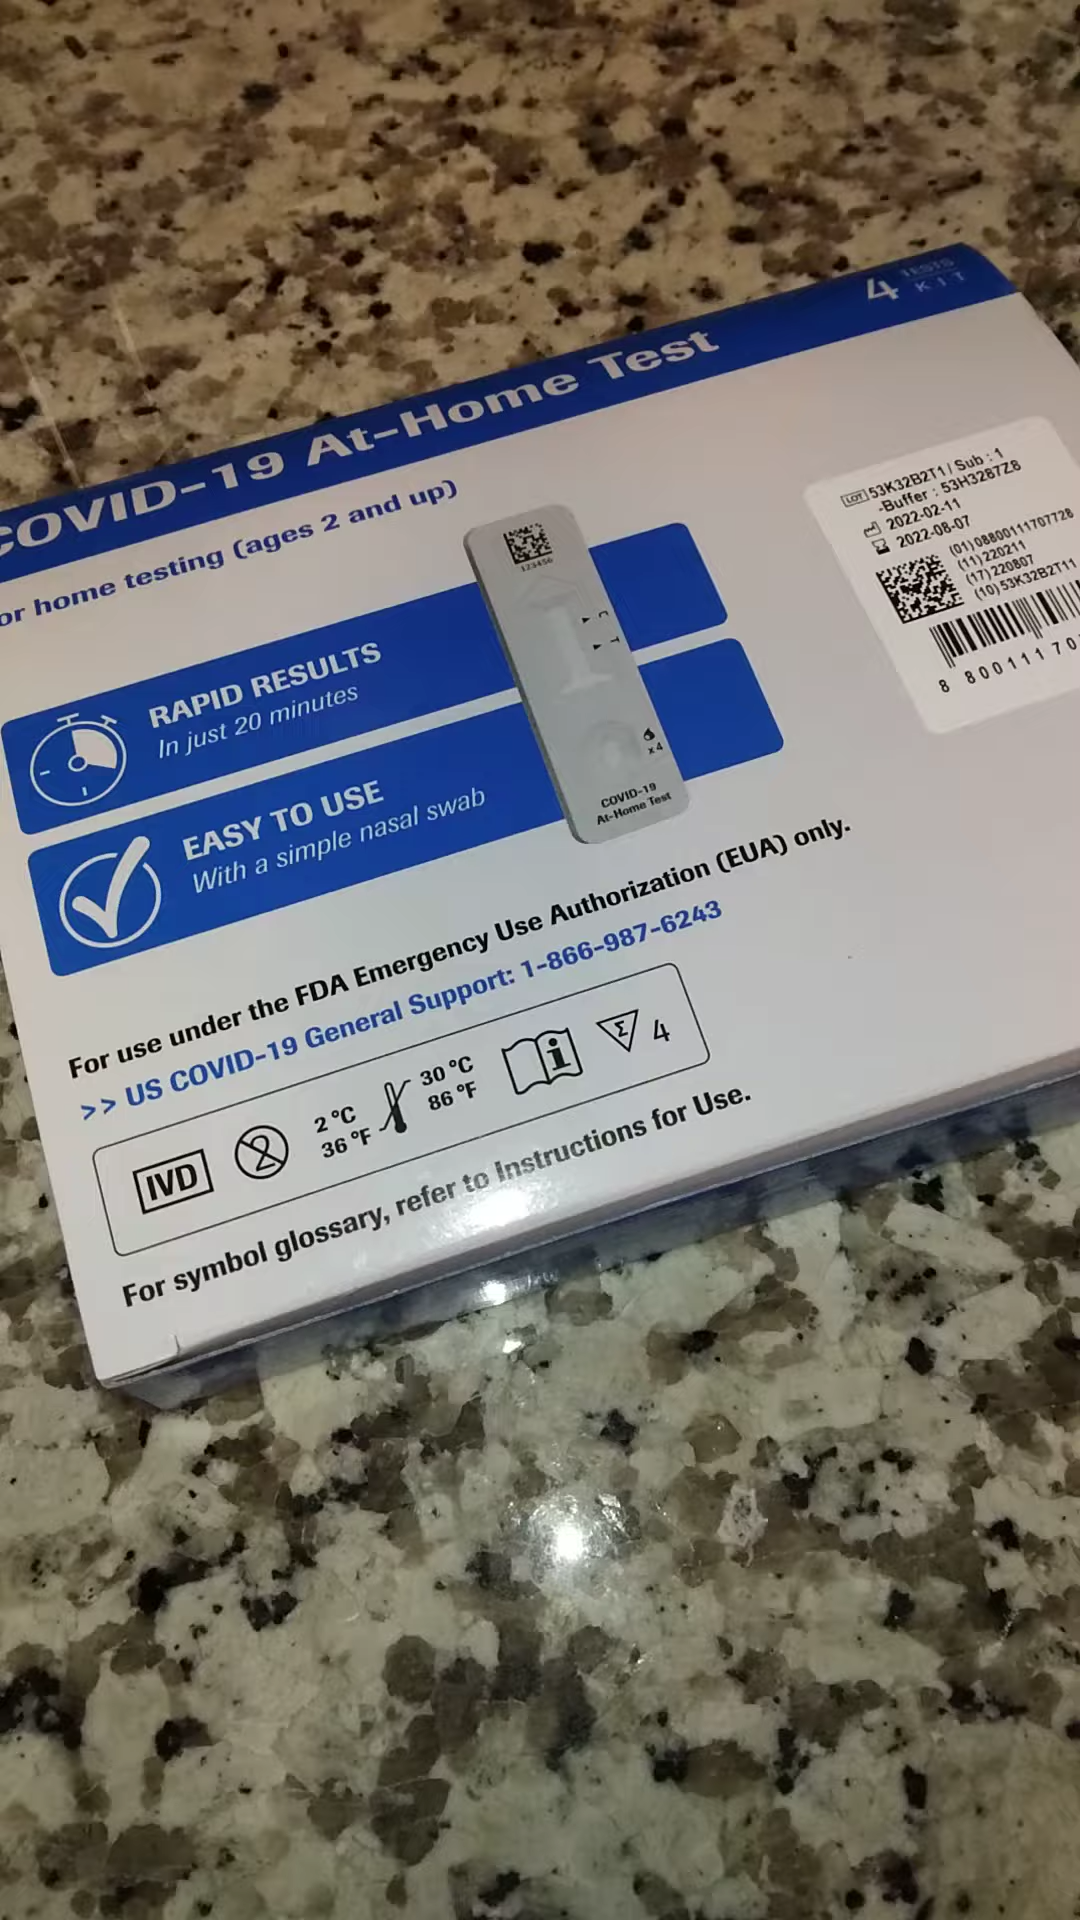 4 TESTS
KIT
COVID-19 At-Home Test
or home testing (ages 2 and up)
RAPID RESULTS
In just 20 minutes
EASY TO USE
With a simple nasal swab
123456
C
T
x4
COVID-19
At-Home Test
LOT 53K32B2T1 / Sub : 1
-Buffer : 53H3287Z8
2022-02-11
2022-08-07
(01)08800111707728
(11)220211
(17)220807
(10)53K32B2T11
8 800111 70
For use under the FDA Emergency Use Authorization (EUA) only.
>> US COVID-19 General Support: 1-866-987-6243
IVD
2
2 °C
36 °F
30 °C
86 °F
i
Σ
4
For symbol glossary, refer to Instructions for Use.